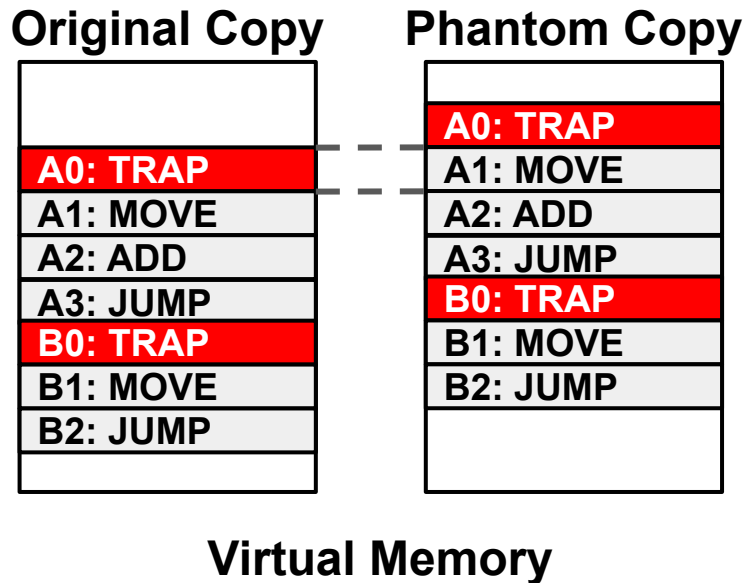 Original Copy
A0: TRAP
A1: MOVE
A2: ADD
A3: JUMP
B0: TRAP
B1: MOVE
B2: JUMP
Phantom Copy
A0: TRAP
A1: MOVE
A2: ADD
A3: JUMP
B0: TRAP
B1: MOVE
B2: JUMP
Virtual Memory